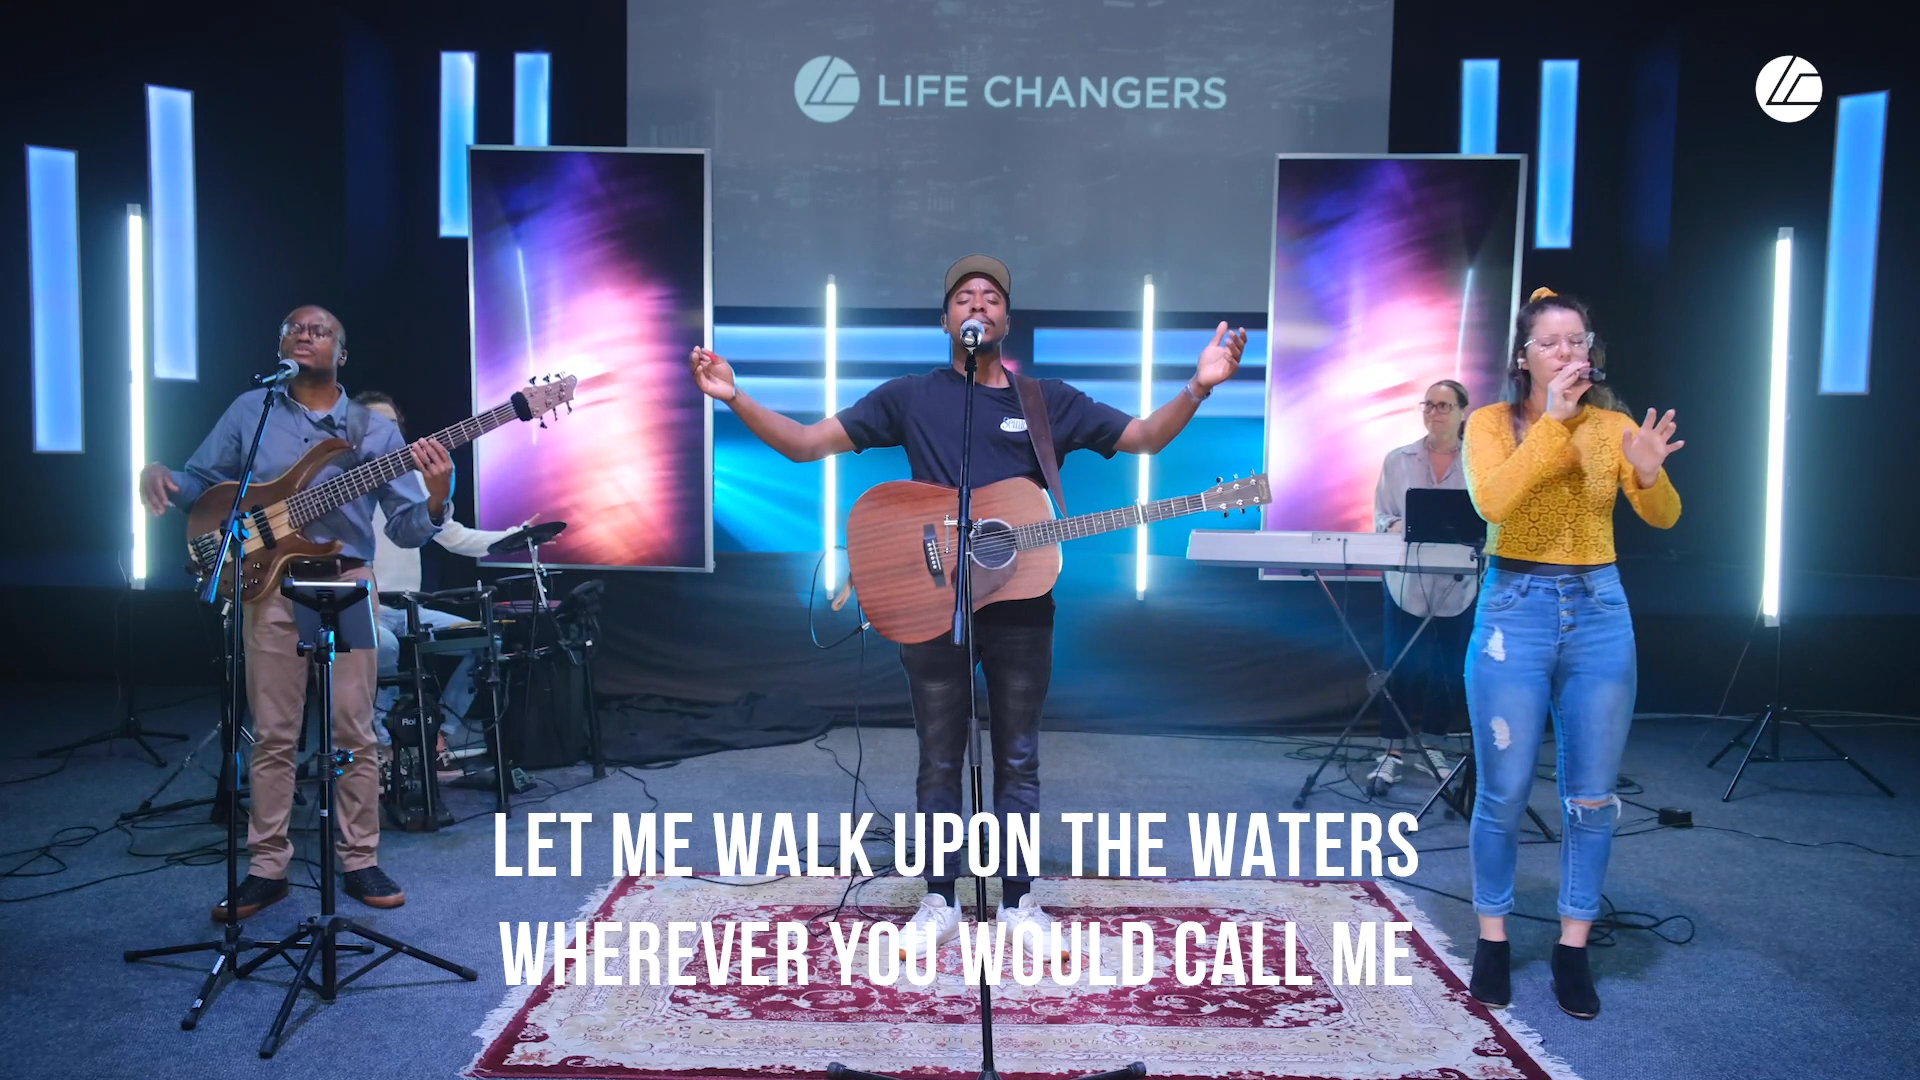 LIFE CHANGERS
LET ME WALK UPON THE WATERS
WHEREVER YOU WOULD CALL ME